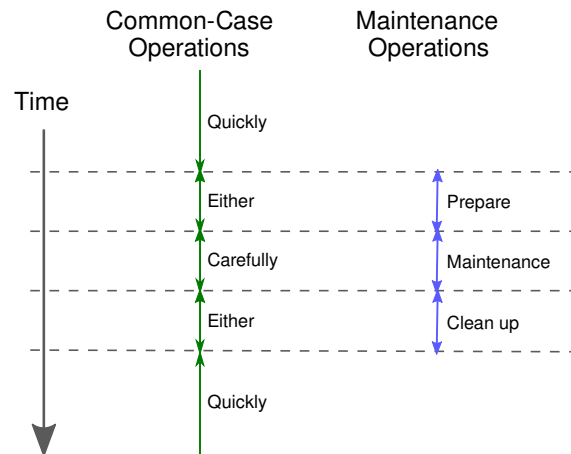 Common-Case
Operations
Maintenance
Operations
Time
Quickly
Either
Prepare
Carefully
Maintenance
Either
Clean up
Quickly